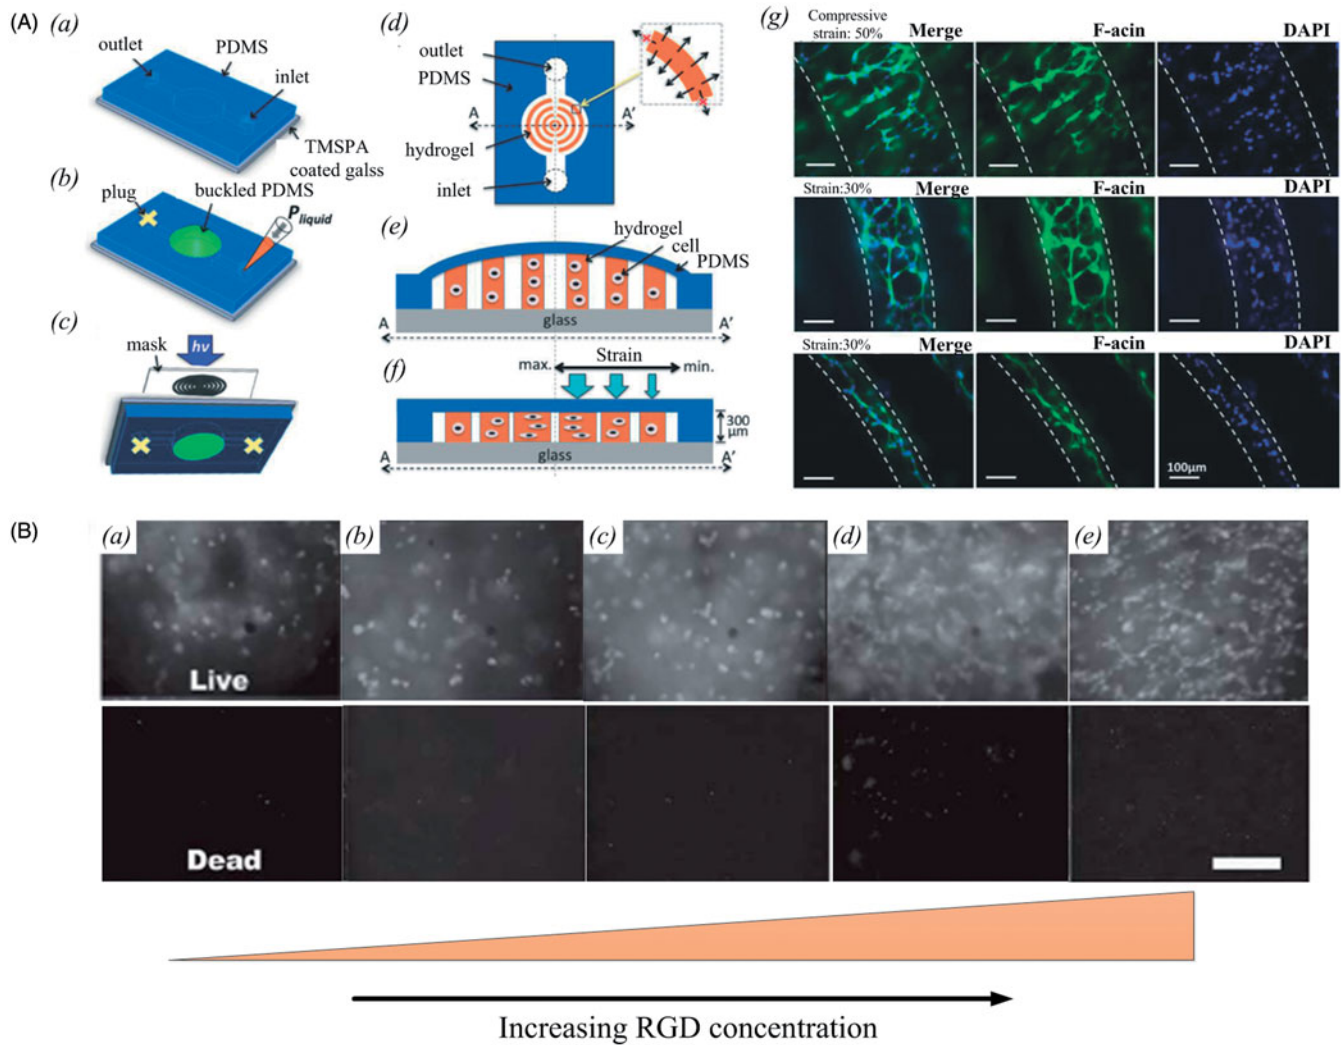 (A)
(a)
outlet
PDMS
inlet
TMSPA
coated galss
(b)
plug
buckled PDMS
Pliquid
(c)
mask
hν
(d)
outlet
PDMS
A
A'
hydrogel
inlet
(e)
hydrogel
cell
PDMS
A
glass
A'
(f)
max.
Strain
min.
300
μm
A
glass
A'
(g)
Compressive
strain: 50%
Merge
F-acin
DAPI
Strain:30%
Merge
F-acin
DAPI
Strain:30%
Merge
F-acin
DAPI
100μm
(B)
(a)
(b)
(c)
(d)
(e)
Live
Dead
Increasing RGD concentration